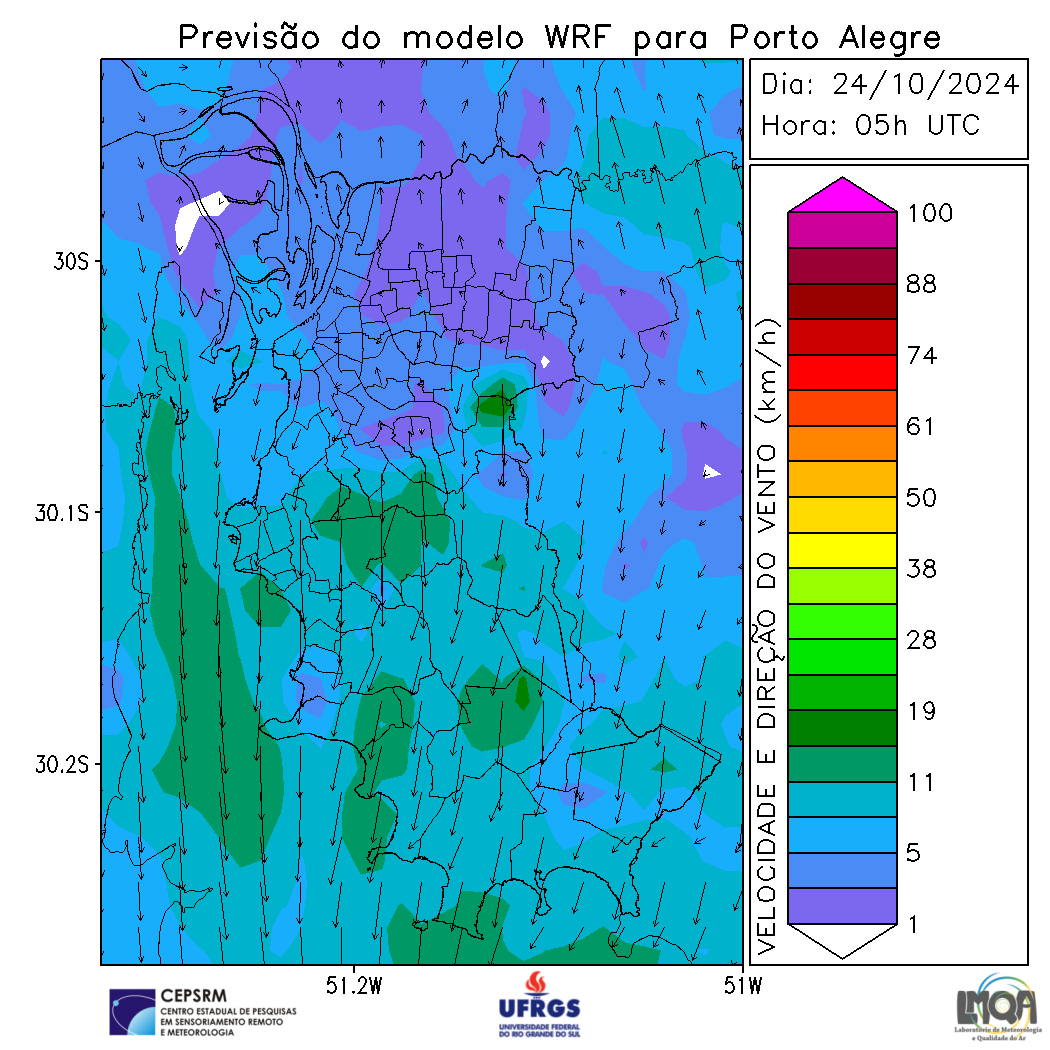 Previsão do modelo WRF para Porto Alegre
Dia: 24/10/2024
Hora: 05h UTC
30S
30.1S
30.2S
51.2W
51W
VELOCIDADE E DIREÇÃO DO VENTO (km/h)
100
88
74
61
50
38
28
19
11
5
1
CEPSRM
CENTRO ESTADUAL DE PESQUISAS
EM SENSORIAMENTO REMOTO
E METEOROLOGIA
UFRGS
UNIVERSIDADE FEDERAL
DO RIO GRANDE DO SUL
LMQA
Laboratório de Meteorologia
e Qualidade do Ar